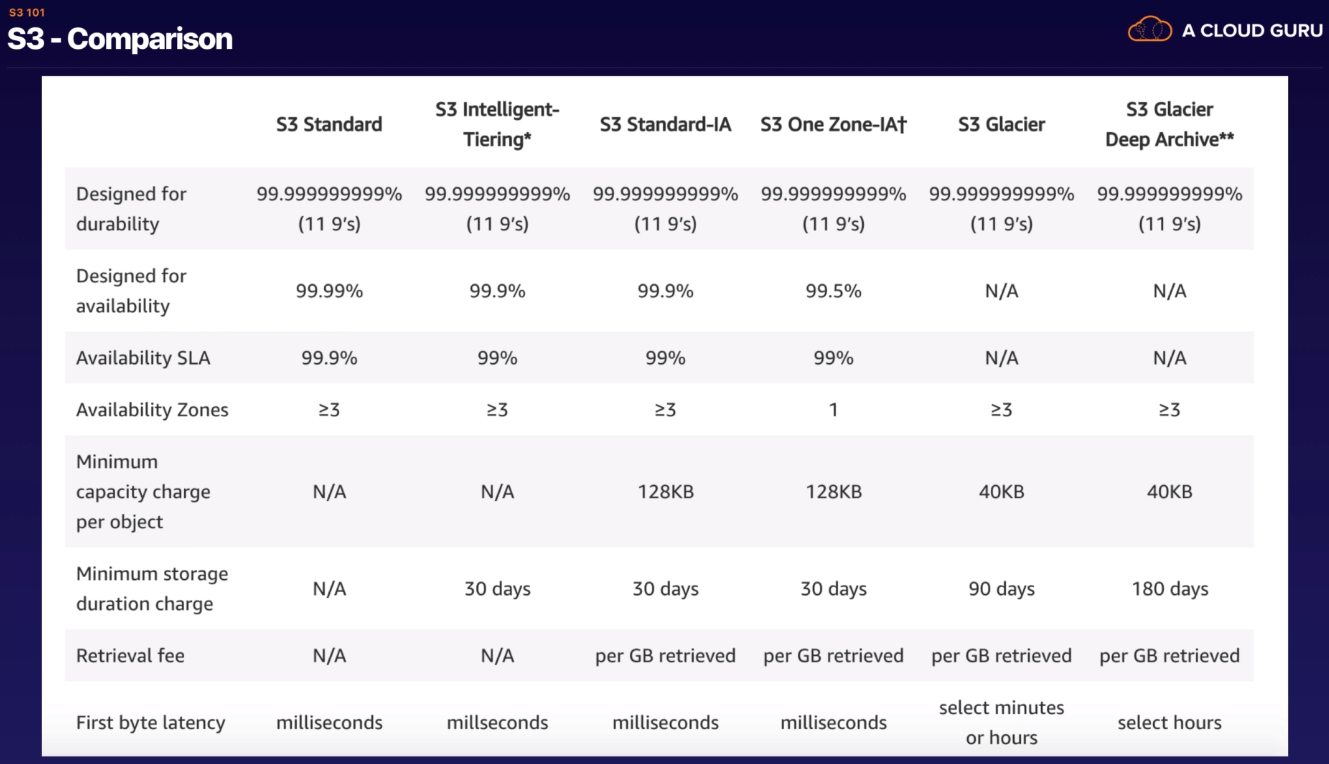 S3 101
S3 - Comparison
A CLOUD GURU
S3 Standard
S3 Intelligent-
Tiering*
S3 Standard-IA
S3 One Zone-IA†
S3 Glacier
S3 Glacier
Deep Archive**
Designed for
durability
99.999999999%
(11 9’s)
99.999999999%
(11 9’s)
99.999999999%
(11 9’s)
99.999999999%
(11 9’s)
99.999999999%
(11 9’s)
99.999999999%
(11 9’s)
Designed for
availability
99.99%
99.9%
99.9%
99.5%
N/A
N/A
Availability SLA
99.9%
99%
99%
99%
N/A
N/A
Availability Zones
≥3
≥3
≥3
1
≥3
≥3
Minimum
capacity charge
per object
N/A
N/A
128KB
128KB
40KB
40KB
Minimum storage
duration charge
N/A
30 days
30 days
30 days
90 days
180 days
Retrieval fee
N/A
N/A
per GB retrieved
per GB retrieved
per GB retrieved
per GB retrieved
First byte latency
milliseconds
millseconds
milliseconds
milliseconds
select minutes
or hours
select hours